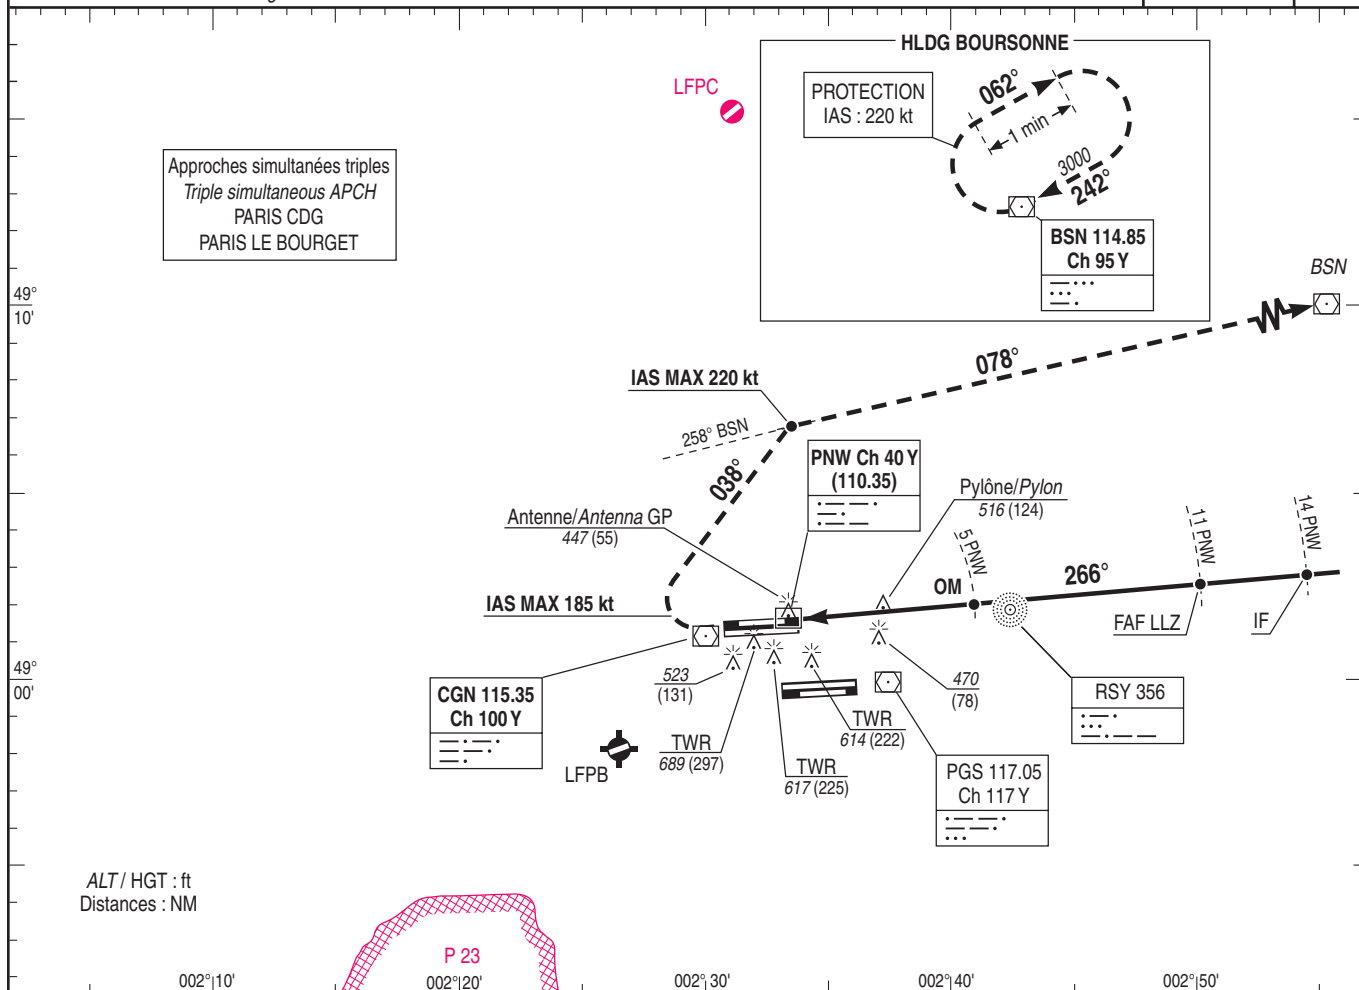 HLDG BOURSONNE
LFPC
PROTECTION
IAS : 220 kt
062°
1 min
3000
242°
Approches simultanées triples
Triple simultaneous APCH
PARIS CDG
PARIS LE BOURGET
BSN 114.85
Ch 95 Y
BSN
49°
10'
078°
IAS MAX 220 kt
258° BSN
038°
PNW Ch 40 Y
(110.35)
Pylône/Pylon
516 (124)
Antenne/Antenna GP
447 (55)
5 PNW
11 PNW
14 PNW
OM
266°
IAS MAX 185 kt
FAF LLZ
IF
49°
00'
523
(131)
470
(78)
CGN 115.35
Ch 100 Y
RSY 356
TWR
614 (222)
TWR
689 (297)
TWR
617 (225)
LFPB
PGS 117.05
Ch 117 Y
ALT / HGT : ft
Distances : NM
P 23
002°10'
002°20'
002°30'
002°40'
002°50'